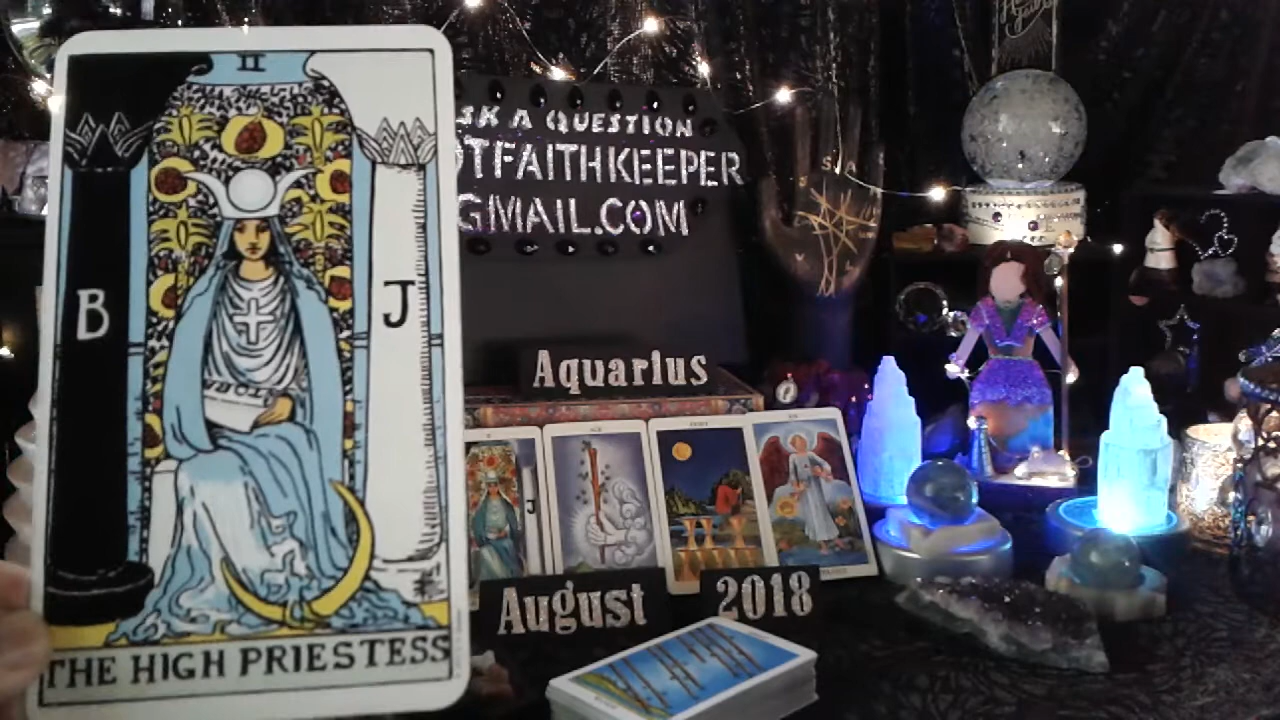 II
B
J
THE HIGH PRIESTESS
SK A QUESTION
OTFAITHKEEPER
GMAIL.COM
Aquarius
J
August 2018